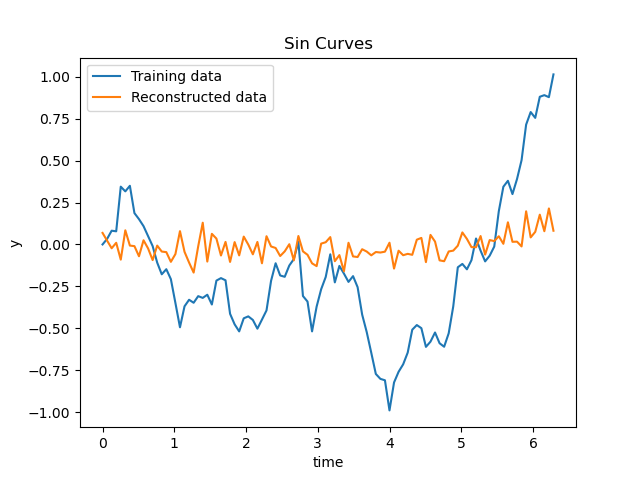 Sin Curves
Training data
Reconstructed data
1.00
0.75
0.50
0.25
0.00
−0.25
−0.50
−0.75
−1.00
y
0 1 2 3 4 5 6
time